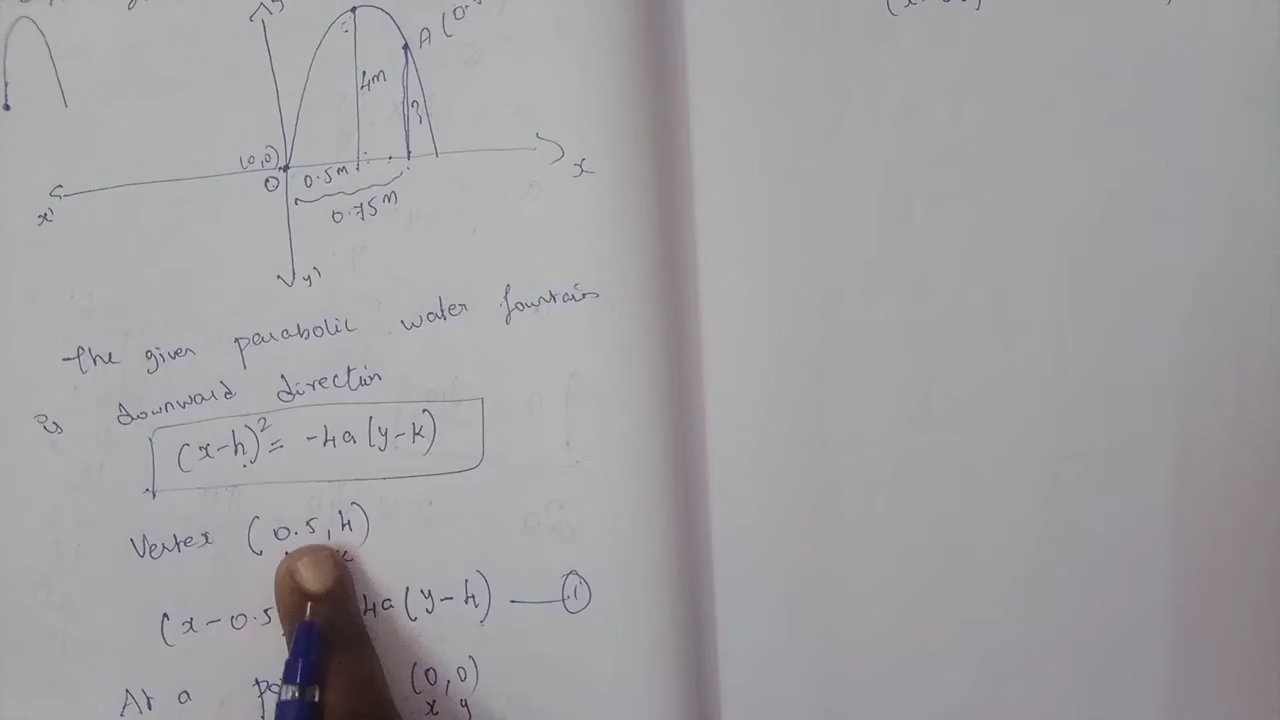 A (0.
4m
?
(0,0)
O
0.5m
x
x'
0.75m
y'
The given parabolic water fountain
is downward direction
(x-h)² = -4a(y-k)
Vertex (0.5, 4)
(x-0.5 4a(y-4) — ①
At a (0,0)
x y